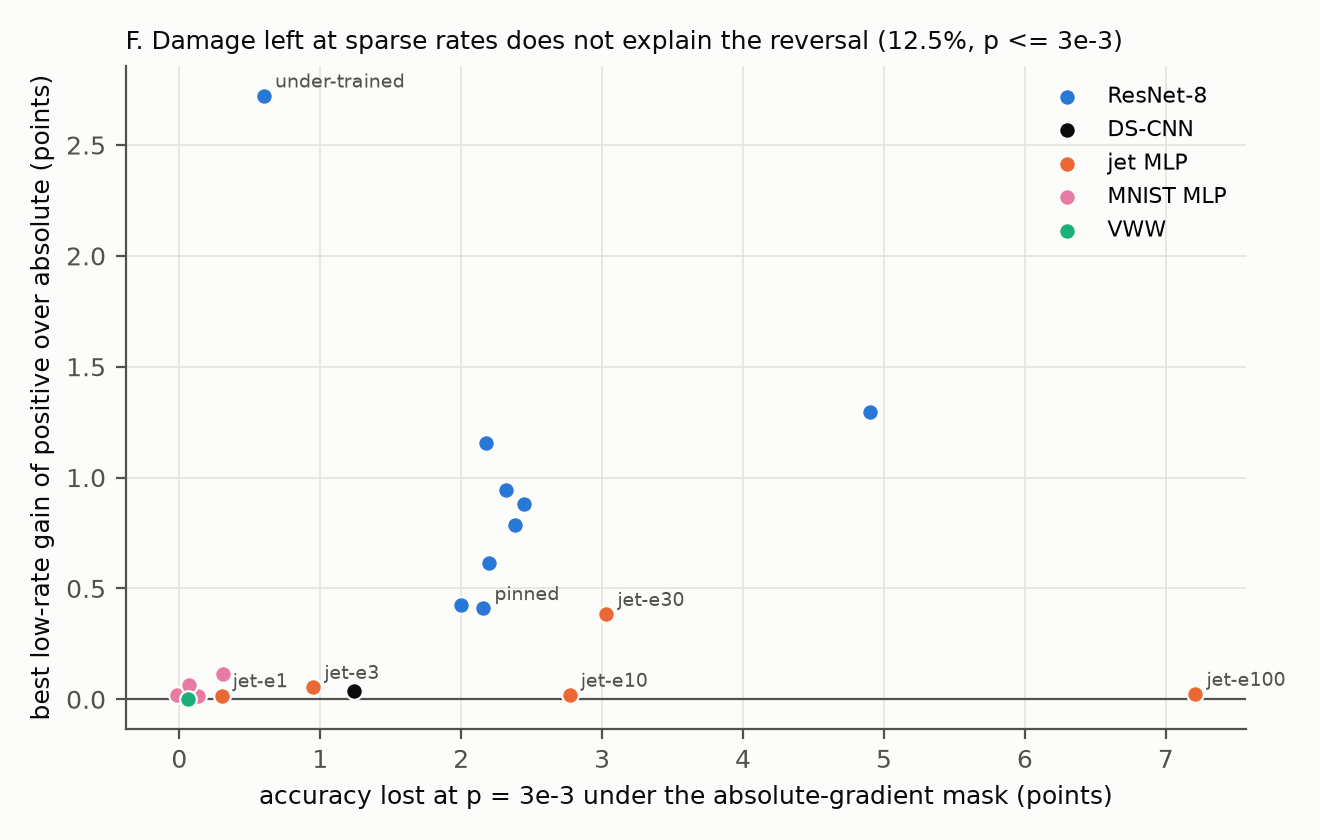 F. Damage left at sparse rates does not explain the reversal (12.5%, p <= 3e-3)
best low-rate gain of positive over absolute (points)
2.5
2.0
1.5
1.0
0.5
0.0
under-trained
ResNet-8
DS-CNN
jet MLP
MNIST MLP
VWW
pinned
jet-e30
jet-e1
jet-e3
jet-e10
jet-e100
0 1 2 3 4 5 6 7
accuracy lost at p = 3e-3 under the absolute-gradient mask (points)